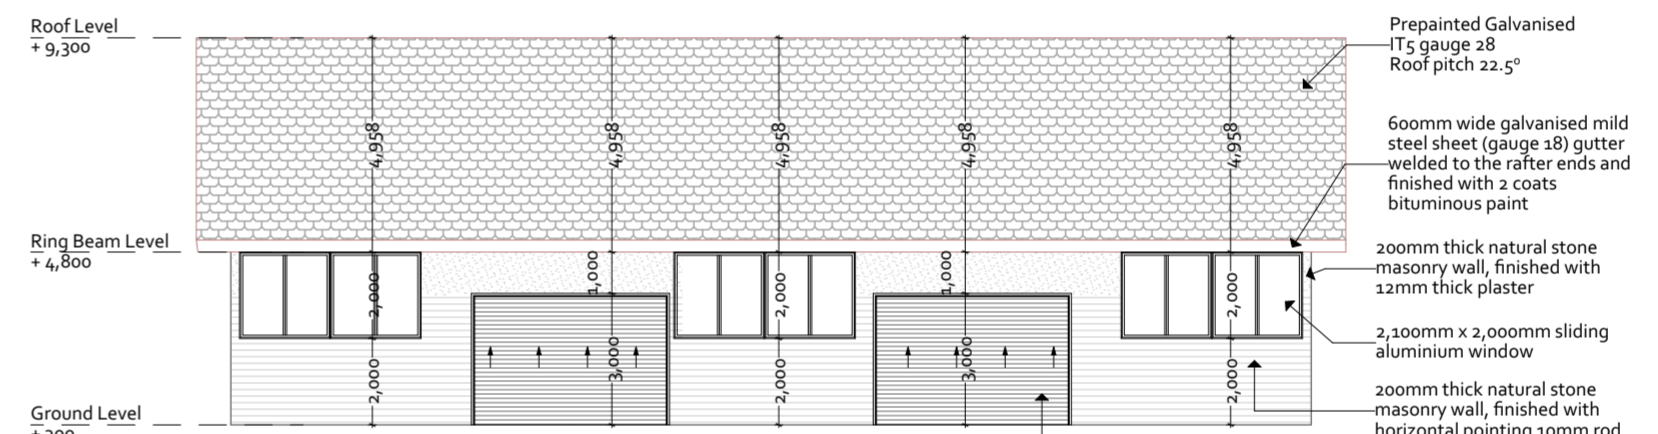 Roof Level
+ 9,300
Prepainted Galvanised
IT5 gauge 28
Roof pitch 22.5º
4,958
4,958
4,958
4,958
4,958
600mm wide galvanised mild
steel sheet (gauge 18) gutter
welded to the rafter ends and
finished with 2 coats
bituminous paint
Ring Beam Level
+ 4,800
200mm thick natural stone
masonry wall, finished with
12mm thick plaster
2,000
1,000
2,000
1,000
2,000
2,100mm x 2,000mm sliding
aluminium window
2,000
3,000
2,000
3,000
2,000
200mm thick natural stone
masonry wall, finished with
horizontal pointing 10mm rod
Ground Level